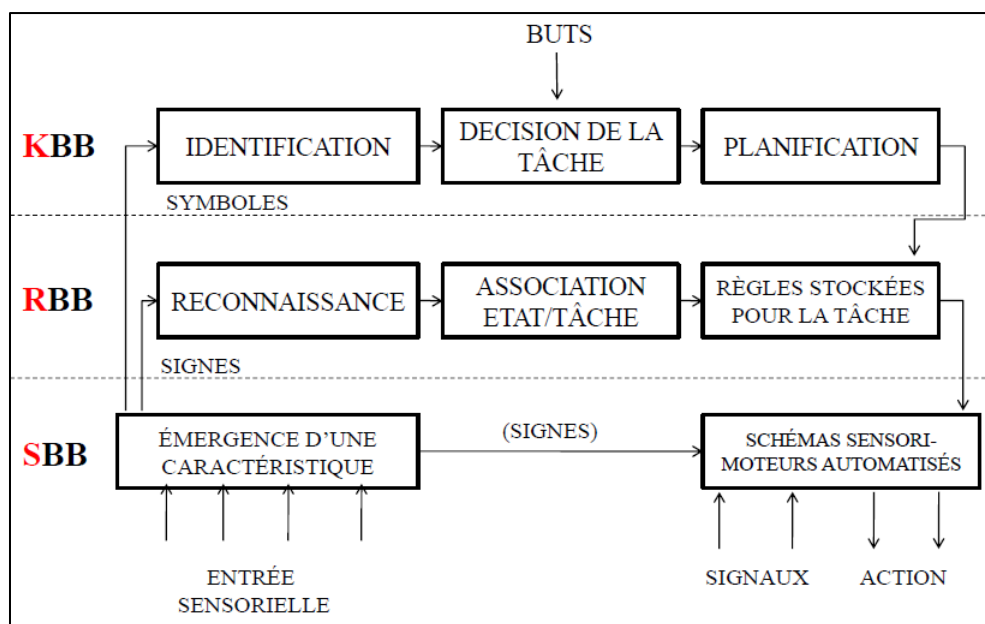 BUTS
KBB
IDENTIFICATION
DECISION DE LA
TÂCHE
PLANIFICATION
SYMBOLES
RBB
RECONNAISSANCE
ASSOCIATION
ETAT/TÂCHE
RÈGLES STOCKÉES
POUR LA TÂCHE
SIGNES
SBB
ÉMERGENCE D’UNE
CARACTÉRISTIQUE
(SIGNES)
SCHÉMAS SENSORI-
MOTEURS AUTOMATISÉS
ENTRÉE
SENSORIELLE
SIGNAUX
ACTION